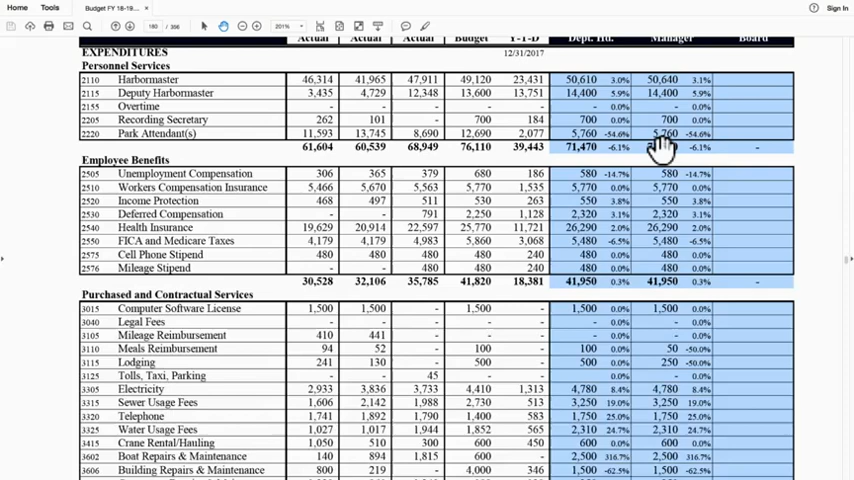 Home Tools Budget FY 18-19... × Sign In
180 / 356 201%
Actual Actual Actual Budget Y-T-D Dept. Hd. Manager Board
EXPENDITURES 12/31/2017
Personnel Services
2110 Harbormaster 46,314 41,965 47,911 49,120 23,431 50,610 3.0% 50,640 3.1%
2115 Deputy Harbormaster 3,435 4,729 12,348 13,600 13,751 14,400 5.9% 14,400 5.9%
2155 Overtime - - - - - - 0.0% - 0.0%
2205 Recording Secretary 262 101 - 700 184 700 0.0% 700 0.0%
2220 Park Attendant(s) 11,593 13,745 8,690 12,690 2,077 5,760 -54.6% 5,760 -54.6%
61,604 60,539 68,949 76,110 39,443 71,470 -6.1% -6.1% -
Employee Benefits
2505 Unemployment Compensation 306 365 379 680 186 580 -14.7% 580 -14.7%
2510 Workers Compensation Insurance 5,466 5,670 5,563 5,770 1,535 5,770 0.0% 5,770 0.0%
2520 Income Protection 468 497 511 530 263 550 3.8% 550 3.8%
2530 Deferred Compensation - - 791 2,250 1,128 2,320 3.1% 2,320 3.1%
2540 Health Insurance 19,629 20,914 22,597 25,770 11,721 26,290 2.0% 26,290 2.0%
2550 FICA and Medicare Taxes 4,179 4,179 4,983 5,860 3,068 5,480 -6.5% 5,480 -6.5%
2575 Cell Phone Stipend 480 480 480 480 240 480 0.0% 480 0.0%
2576 Mileage Stipend - - 480 480 240 480 0.0% 480 0.0%
30,528 32,106 35,785 41,820 18,381 41,950 0.3% 41,950 0.3% -
Purchased and Contractual Services
3015 Computer Software License 1,500 1,500 - 1,500 - 1,500 0.0% 1,500 0.0%
3040 Legal Fees - - - - - - 0.0% - 0.0%
3105 Mileage Reimbursement 410 441 - - - - 0.0% - 0.0%
3110 Meals Reimbursement 94 52 - 100 - 100 0.0% 50 -50.0%
3115 Lodging 241 130 - 500 - 500 0.0% 250 -50.0%
3125 Tolls, Taxi, Parking - - 45 - - 0.0% - 0.0%
3305 Electricity 2,933 3,836 3,733 4,410 1,313 4,780 8.4% 4,780 8.4%
3315 Sewer Usage Fees 1,606 2,142 1,988 2,730 513 3,250 19.0% 3,250 19.0%
3320 Telephone 1,741 1,892 1,790 1,400 583 1,750 25.0% 1,750 25.0%
3325 Water Usage Fees 1,027 1,017 1,944 1,852 565 2,310 24.7% 2,310 24.7%
3415 Crane Rental/Hauling 1,050 510 300 600 450 600 0.0% 600 0.0%
3602 Boat Repairs & Maintenance 140 894 1,815 600 - 2,500 316.7% 2,500 316.7%
3606 Building Repairs & Maintenance 800 219 - 4,000 346 1,500 -62.5% 1,500 -62.5%